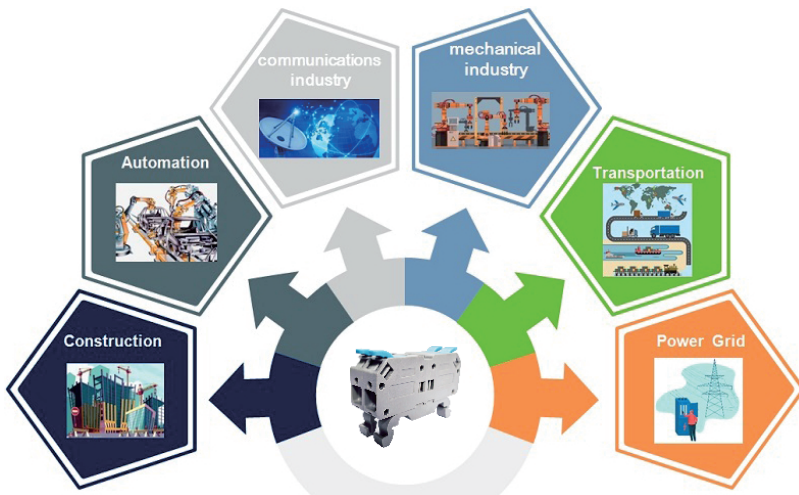 communications
industry
mechanical
industry
Automation
Transportation
Construction
Power Grid